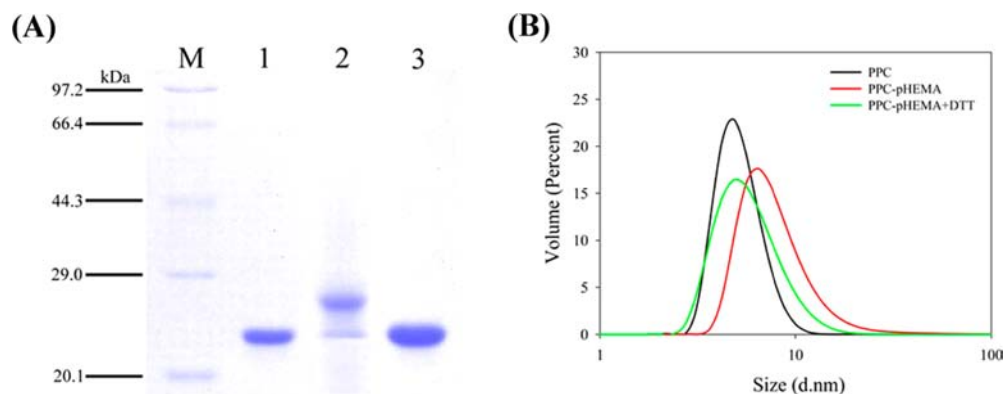 (A)
M 1 2 3
kDa
97.2
66.4
44.3
29.0
20.1
(B)
30
25
20
15
10
5
0
Volume (Percent)
PPC
PPC-pHEMA
PPC-pHEMA+DTT
1 10 100
Size (d.nm)